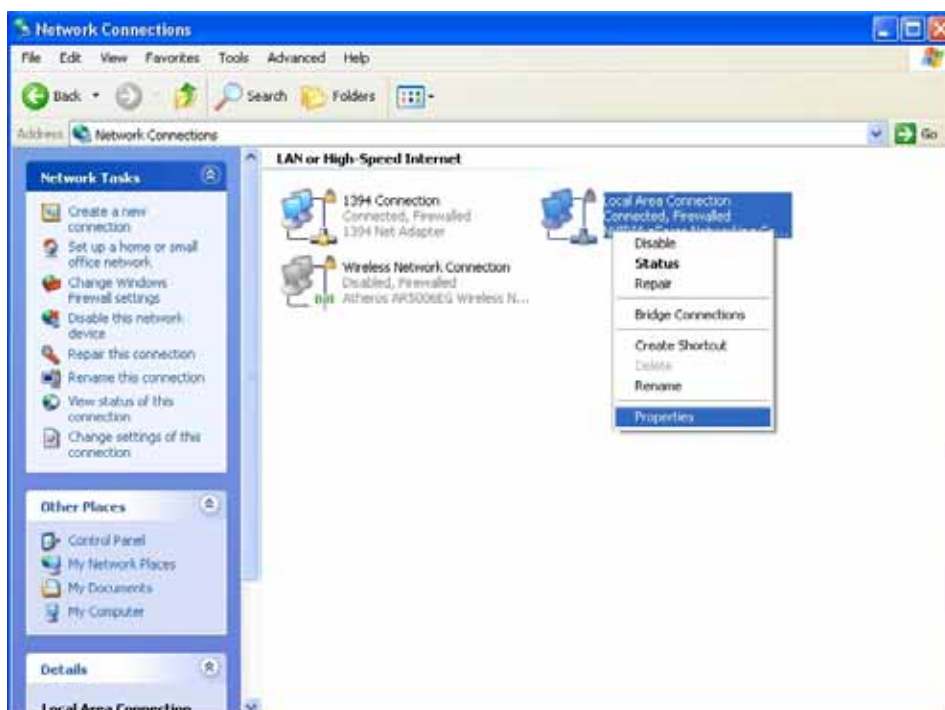 Network Connections
File Edit View Favorites Tools Advanced Help
Back Search Folders
Address Network Connections Go
Network Tasks
Create a new
connection
Set up a home or small
office network
Change Windows
Firewall settings
Disable this network
device
Repair this connection
Rename this connection
View status of this
connection
Change settings of this
connection
Other Places
Control Panel
My Network Places
My Documents
My Computer
Details
Local Area Connection
LAN or High-Speed Internet
1394 Connection
Connected, Firewalled
1394 Net Adapter
Wireless Network Connection
Disabled, Firewalled
Atheros AR5006EG Wireless N...
Local Area Connection
Connected, Firewalled
Disable
Status
Repair
Bridge Connections
Create Shortcut
Delete
Rename
Properties